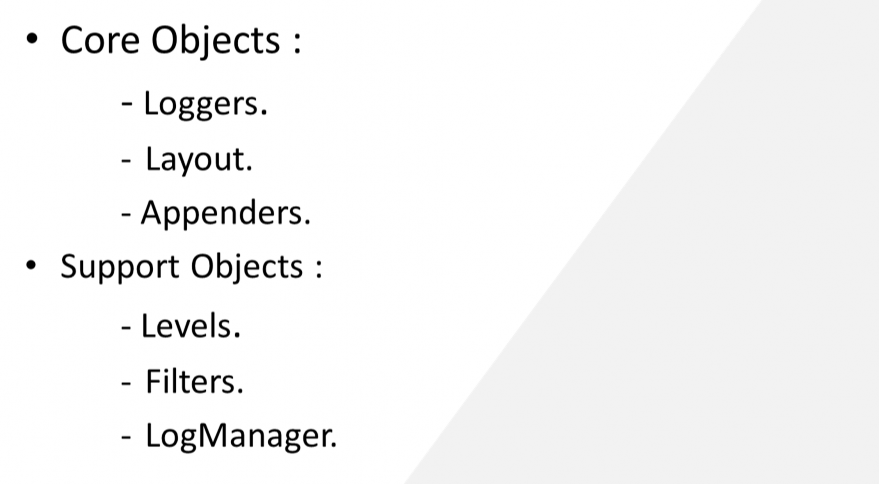 • Core Objects :
- Loggers.
- Layout.
- Appenders.
• Support Objects :
- Levels.
- Filters.
- LogManager.